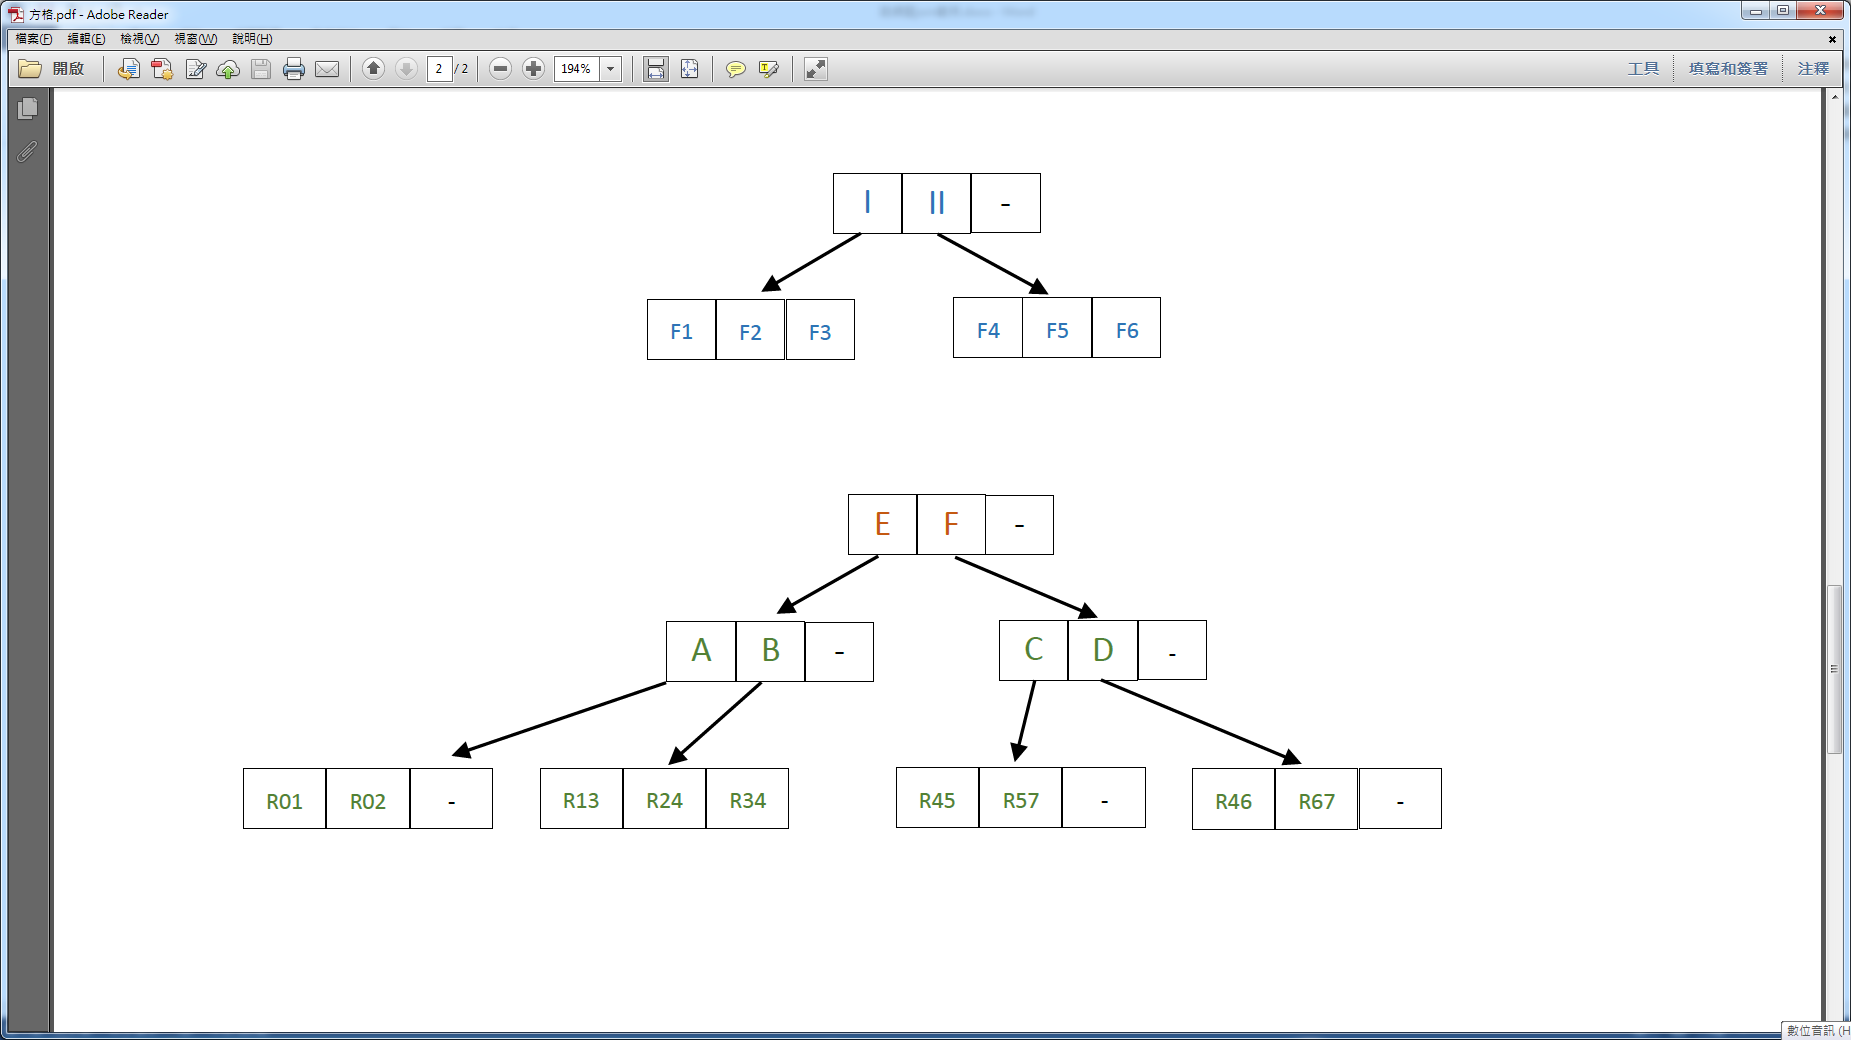 方格.pdf - Adobe Reader
檔案(F) 編輯(E) 檢視(V) 視窗(W) 說明(H)
開啟 2 / 2 194% 工具 填寫和簽署 注釋
I II -
F1 F2 F3 F4 F5 F6
E F -
A B - C D -
R01 R02 - R13 R24 R34 R45 R57 - R46 R67 -
數位音訊 (H